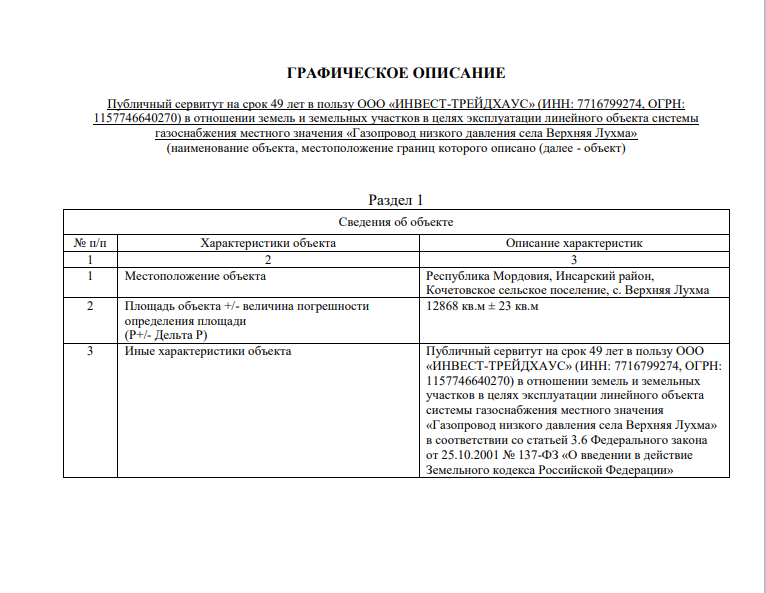 ГРАФИЧЕСКОЕ ОПИСАНИЕ
Публичный сервитут на срок 49 лет в пользу ООО «ИНВЕСТ-ТРЕЙДХАУС» (ИНН: 7716799274, ОГРН:
1157746640270) в отношении земель и земельных участков в целях эксплуатации линейного объекта системы
газоснабжения местного значения «Газопровод низкого давления села Верхняя Лухма»
(наименование объекта, местоположение границ которого описано (далее - объект)
Раздел 1
Сведения об объекте
№ п/п Характеристики объекта Описание характеристик
1 2 3
1 Местоположение объекта Республика Мордовия, Инсарский район,
Кочетовское сельское поселение, с. Верхняя Лухма
2 Площадь объекта +/- величина погрешности 12868 кв.м ± 23 кв.м
определения площади
(P+/- Дельта P)
3 Иные характеристики объекта Публичный сервитут на срок 49 лет в пользу ООО
«ИНВЕСТ-ТРЕЙДХАУС» (ИНН: 7716799274, ОГРН:
1157746640270) в отношении земель и земельных
участков в целях эксплуатации линейного объекта
системы газоснабжения местного значения
«Газопровод низкого давления села Верхняя Лухма»
в соответствии со статьей 3.6 Федерального закона
от 25.10.2001 № 137-ФЗ «О введении в действие
Земельного кодекса Российской Федерации»